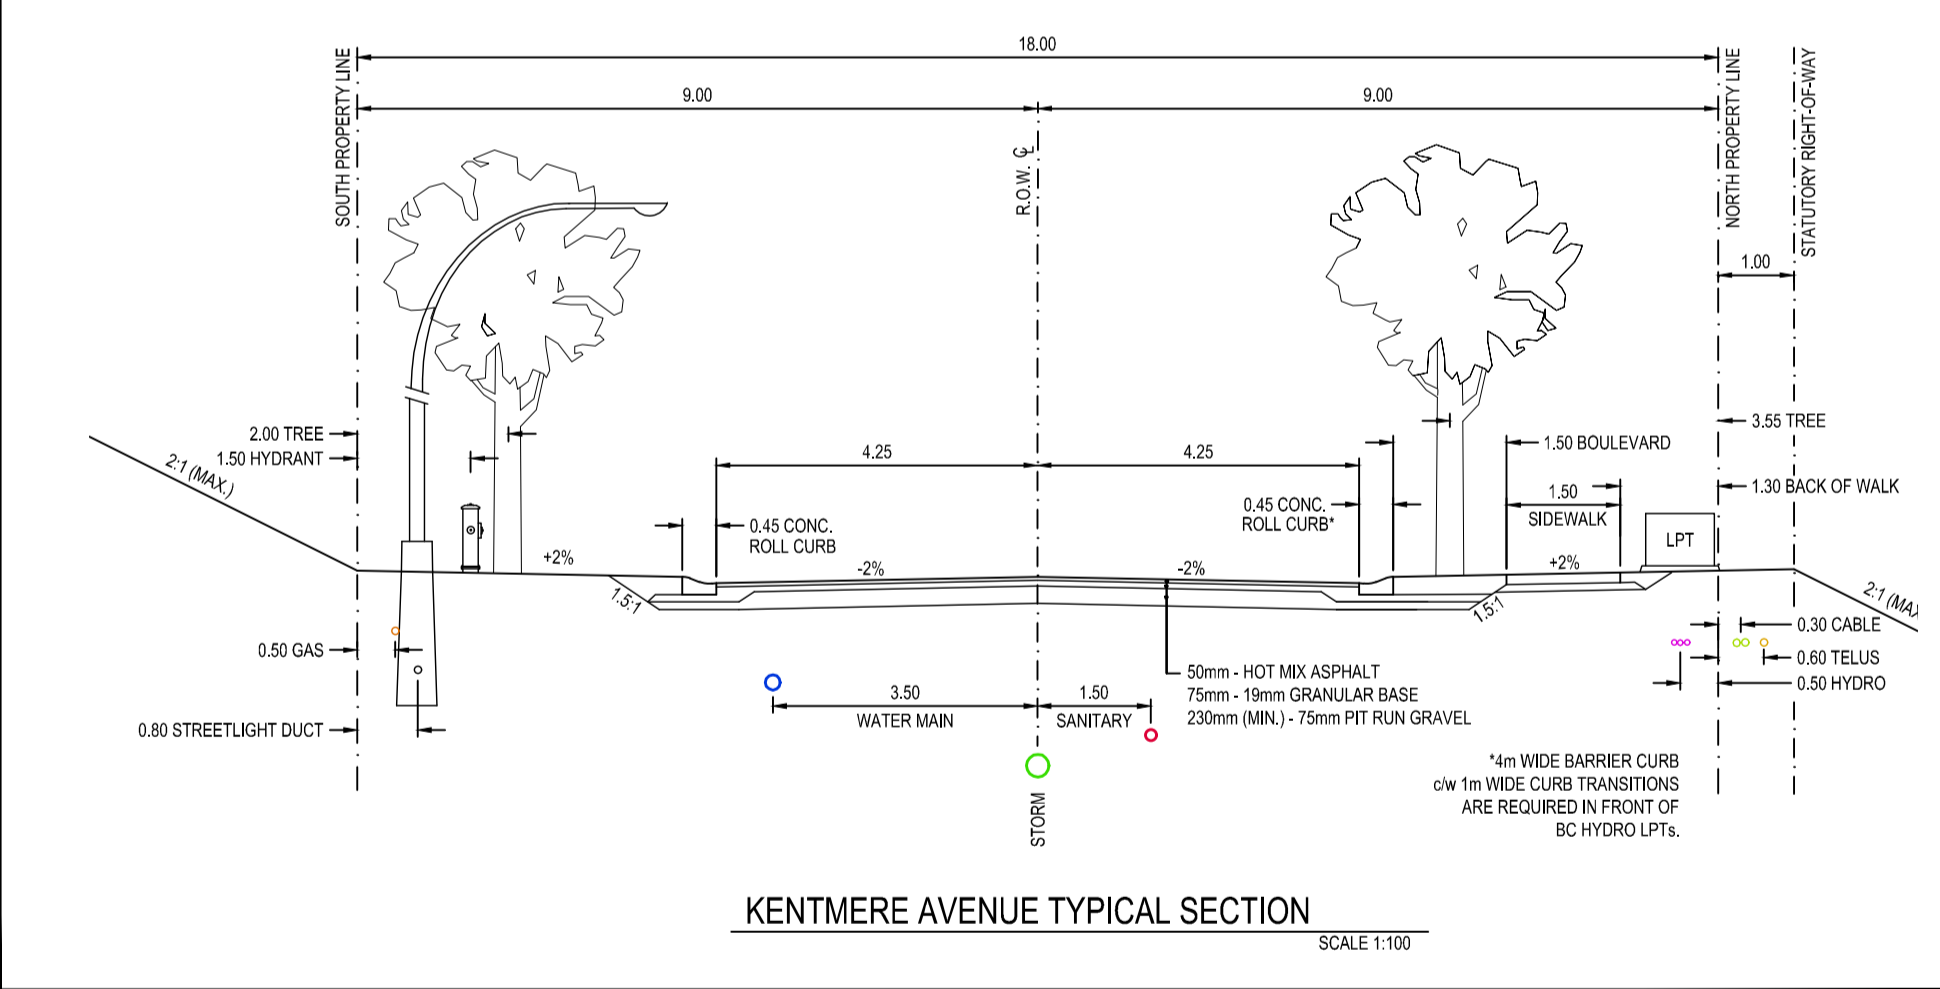 18.00
9.00
9.00
SOUTH PROPERTY LINE
R.O.W. ℄
NORTH PROPERTY LINE
STATUTORY RIGHT-OF-WAY
1.00
2.00 TREE
1.50 HYDRANT
2:1 (MAX.)
4.25
4.25
3.55 TREE
1.50 BOULEVARD
1.30 BACK OF WALK
1.50
SIDEWALK
0.45 CONC.
ROLL CURB
0.45 CONC.
ROLL CURB*
LPT
+2%
-2%
-2%
+2%
1.5:1
1.5:1
2:1 (MA
0.50 GAS
0.80 STREETLIGHT DUCT
3.50
WATER MAIN
1.50
SANITARY
STORM
50mm - HOT MIX ASPHALT
75mm - 19mm GRANULAR BASE
230mm (MIN.) - 75mm PIT RUN GRAVEL
0.30 CABLE
0.60 TELUS
0.50 HYDRO
*4m WIDE BARRIER CURB
c/w 1m WIDE CURB TRANSITIONS
ARE REQUIRED IN FRONT OF
BC HYDRO LPTs.
KENTMERE AVENUE TYPICAL SECTION
SCALE 1:100